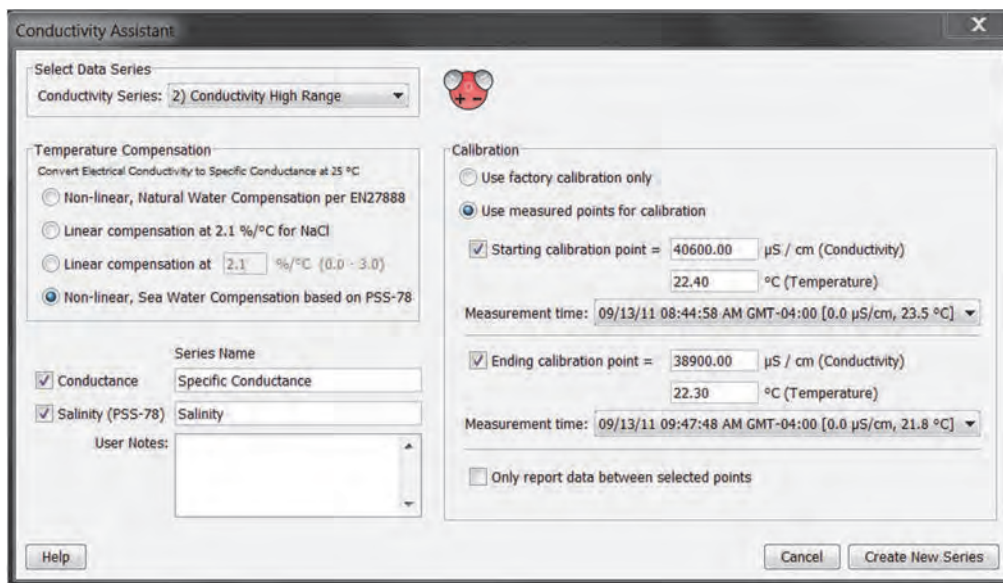 Conductivity Assistant
X
Select Data Series
Conductivity Series: 2) Conductivity High Range
+ -
Temperature Compensation
Convert Electrical Conductivity to Specific Conductance at 25 °C
Non-linear, Natural Water Compensation per EN27888
Linear compensation at 2.1 %/°C for NaCl
Linear compensation at 2.1 %/°C (0.0 - 3.0)
Non-linear, Sea Water Compensation based on PSS-78
Series Name
Conductance Specific Conductance
Salinity (PSS-78) Salinity
User Notes:
Calibration
Use factory calibration only
Use measured points for calibration
Starting calibration point = 40600.00 µS / cm (Conductivity)
22.40 °C (Temperature)
Measurement time: 09/13/11 08:44:58 AM GMT-04:00 [0.0 µS/cm, 23.5 °C]
Ending calibration point = 38900.00 µS / cm (Conductivity)
22.30 °C (Temperature)
Measurement time: 09/13/11 09:47:48 AM GMT-04:00 [0.0 µS/cm, 21.8 °C]
Only report data between selected points
Help
Cancel
Create New Series